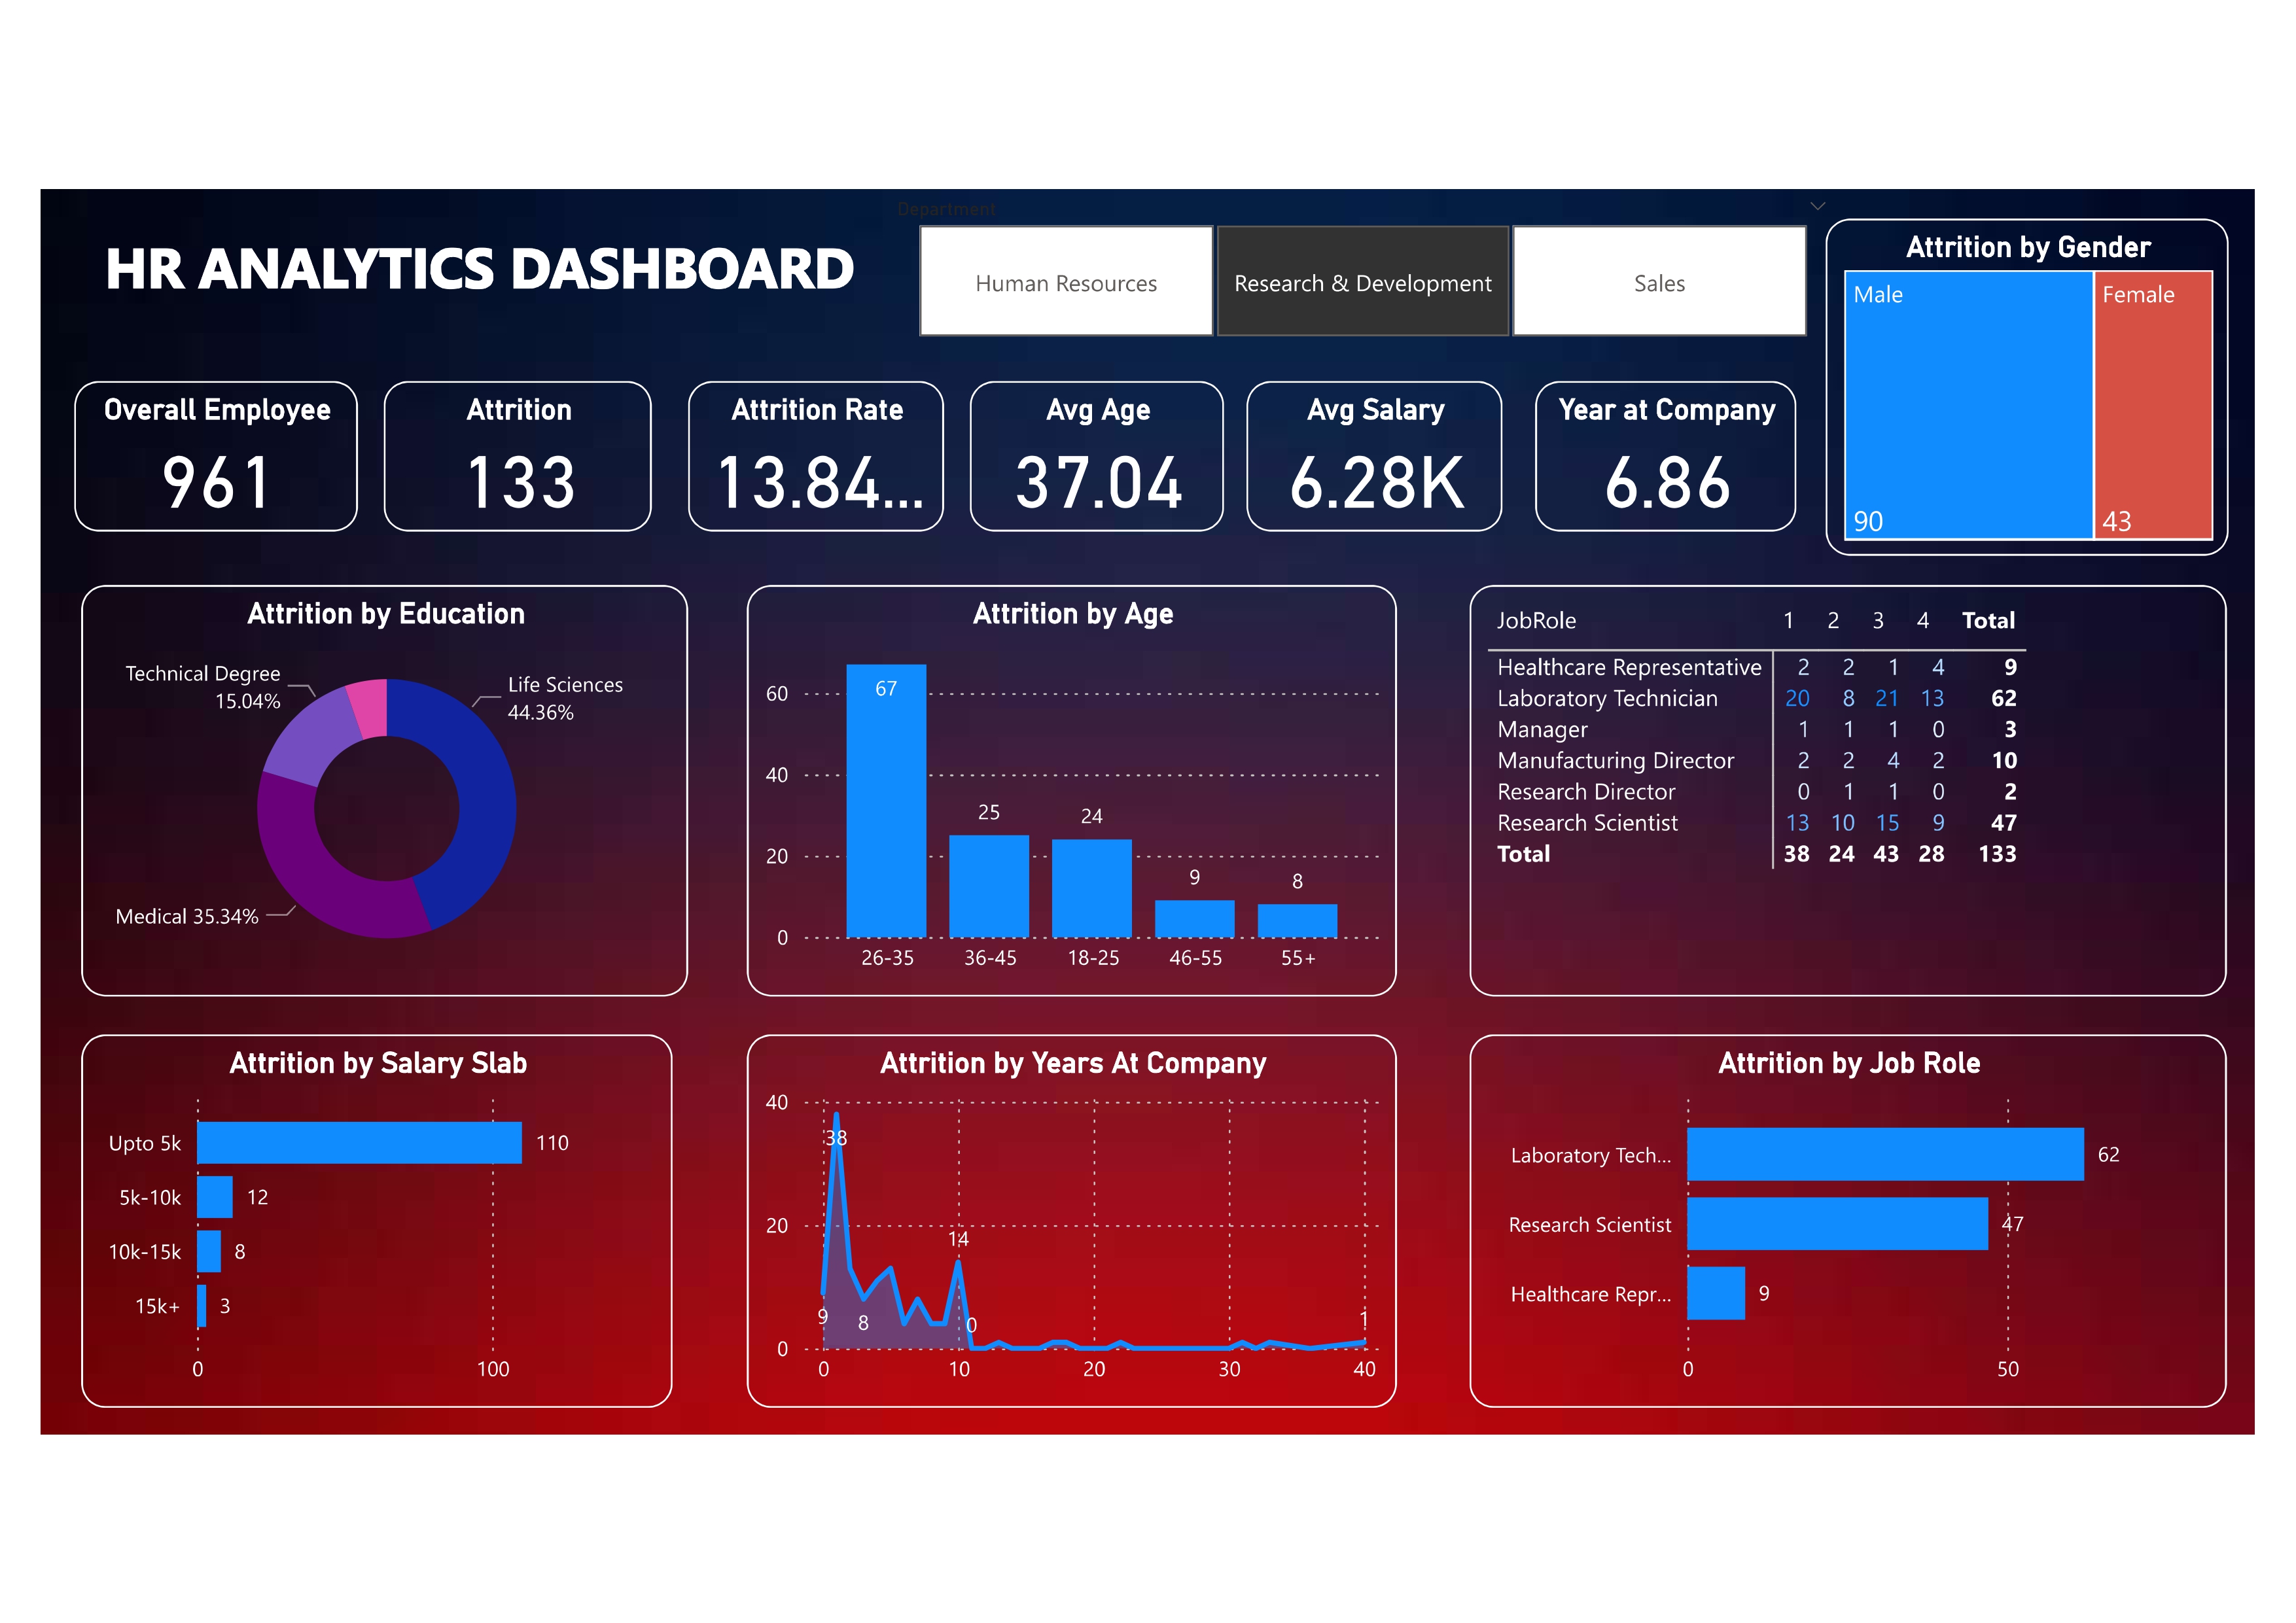 Department
HR ANALYTICS DASHBOARD
Human Resources
Research & Development
Sales
Attrition by Gender
Male
Female
90
43
Overall Employee
961
Attrition
133
Attrition Rate
13.84...
Avg Age
37.04
Avg Salary
6.28K
Year at Company
6.86
Attrition by Education
Technical Degree
15.04%
Life Sciences
44.36%
Medical 35.34%
Attrition by Age
60
40
20
0
67
25
24
9
8
26-35
36-45
18-25
46-55
55+
JobRole 1 2 3 4 Total
Healthcare Representative 2 2 1 4 9
Laboratory Technician 20 8 21 13 62
Manager 1 1 1 0 3
Manufacturing Director 2 2 4 2 10
Research Director 0 1 1 0 2
Research Scientist 13 10 15 9 47
Total 38 24 43 28 133
Attrition by Salary Slab
Upto 5k 110
5k-10k 12
10k-15k 8
15k+ 3
0 100
Attrition by Years At Company
40
20
0
38
14
9
8
0
1
0 10 20 30 40
Attrition by Job Role
Laboratory Tech... 62
Research Scientist 47
Healthcare Repr... 9
0 50